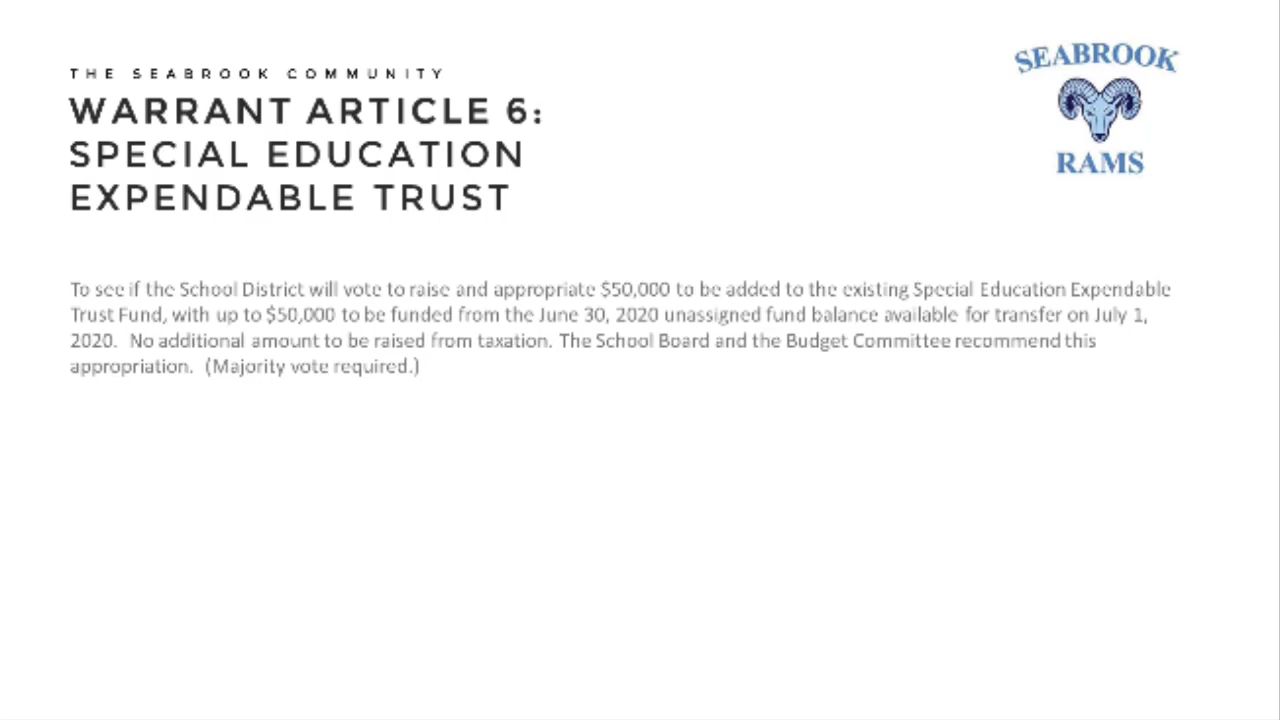 THE SEABROOK COMMUNITY
WARRANT ARTICLE 6:
SPECIAL EDUCATION
EXPENDABLE TRUST
SEABROOK
RAMS
To see if the School District will vote to raise and appropriate $50,000 to be added to the existing Special Education Expendable
Trust Fund, with up to $50,000 to be funded from the June 30, 2020 unassigned fund balance available for transfer on July 1,
2020.  No additional amount to be raised from taxation. The School Board and the Budget Committee recommend this
appropriation.  (Majority vote required.)